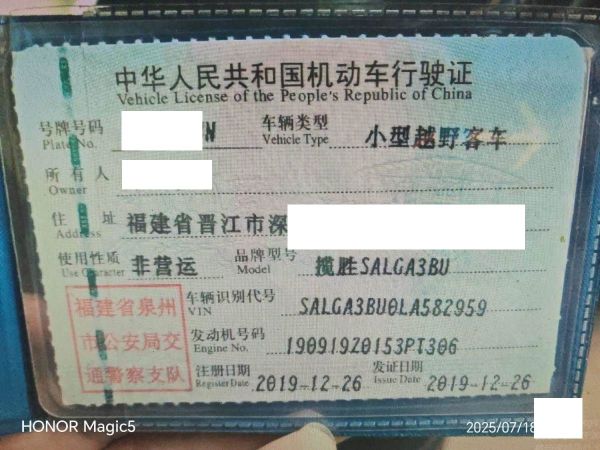 中华人民共和国机动车行驶证
Vehicle License of the People's Republic of China
号牌号码 N 车辆类型 小型越野客车
Plate No. Vehicle Type
所有人
Owner
住址 福建省晋江市深
Address
使用性质 非营运 品牌型号 揽胜SALGA3BU
Use Character Model
福建省泉州市公安局交通警察支队
车辆识别代号 SALGA3BU0LA582959
VIN
发动机号码 19091920153PT306
Engine No.
注册日期 2019-12-26 发证日期 2019-12-26
Register Date Issue Date
HONOR Magic5 2025/07/18